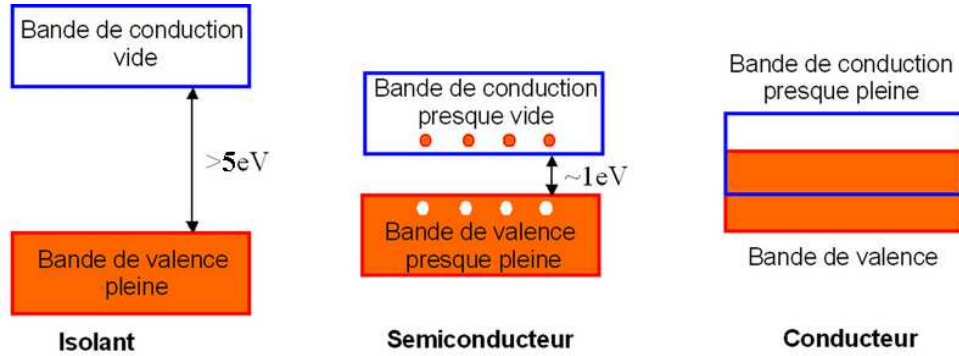 Bande de conduction
vide
>5eV
Bande de valence
pleine
Isolant
Bande de conduction
presque vide
~1eV
Bande de valence
presque pleine
Semiconducteur
Bande de conduction
presque pleine
Bande de valence
Conducteur